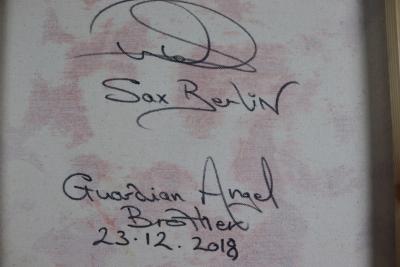 Sax Berlin
Guardian Angel
Brother
23.12.2018